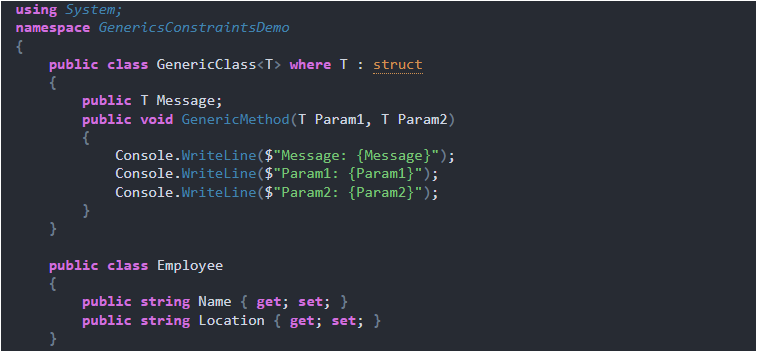 using System;
namespace GenericsConstraintsDemo
{
    public class GenericClass<T> where T : struct
    {
        public T Message;
        public void GenericMethod(T Param1, T Param2)
        {
            Console.WriteLine($"Message: {Message}");
            Console.WriteLine($"Param1: {Param1}");
            Console.WriteLine($"Param2: {Param2}");
        }
    }

    public class Employee
    {
        public string Name { get; set; }
        public string Location { get; set; }
    }